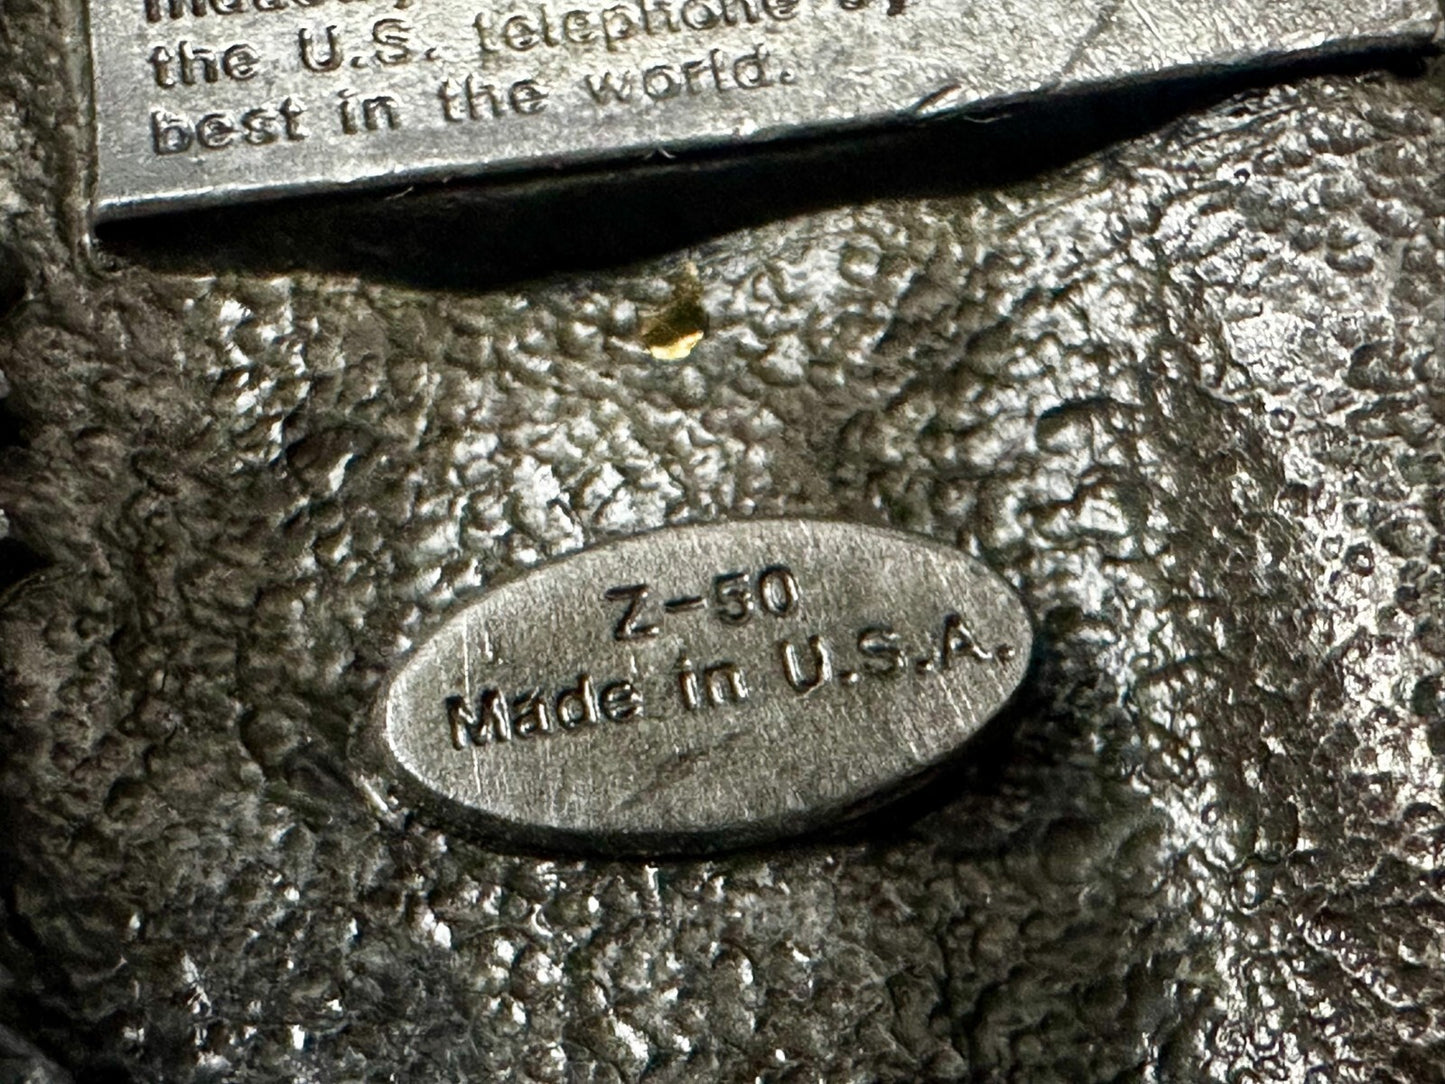 the U.S. telephone
best in the world.
Z-50
Made in U.S.A.